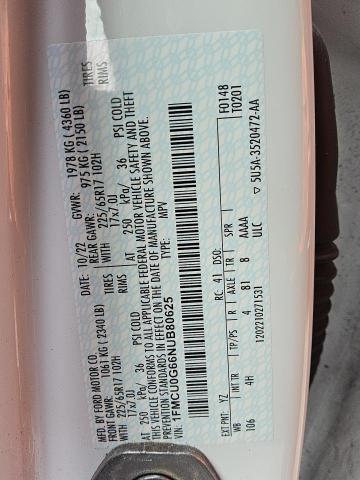 MFD. BY FORD MOTOR CO.
10/22
GVWR: 1978 KG ( 4360 LB)
FRONT GAWR: 1061 KG ( 2340 LB)
REAR GAWR: 975 KG ( 2150 LB)
WITH 225/65R17 102H TIRES
17x7.0J RIMS
AT 250 kPa/ 36 PSI COLD
WITH 225/65R17 102H TIRES
17x7.0J RIMS
AT 250 kPa/ 36 PSI COLD
THIS VEHICLE CONFORMS TO ALL APPLICABLE FEDERAL MOTOR VEHICLE SAFETY AND THEFT
PREVENTION STANDARDS IN EFFECT ON THE DATE OF MANUFACTURE SHOWN ABOVE.
VIN: 1FMCU0G66NUB80625
TYPE: MPV
F0148
T0201
EXT PNT: YZ RC: 41 DSO:
WB MT TR TP/PS R AXLE TR SPR
106 4H 4 81 8 AAAA
1202210271531 ULC
5U5A-3520472-AA